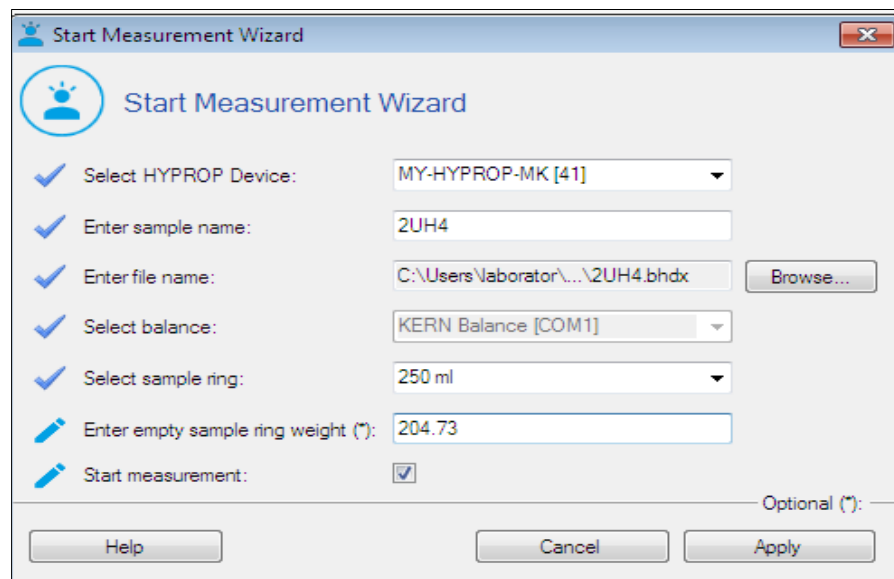 Start Measurement Wizard
Start Measurement Wizard
Select HYPROP Device: MY-HYPROP-MK [41]
Enter sample name: 2UH4
Enter file name: C:\Users\laborator\...\2UH4.bhdx Browse...
Select balance: KERN Balance [COM1]
Select sample ring: 250 ml
Enter empty sample ring weight (*): 204.73
Start measurement:
Optional (*):
Help Cancel Apply